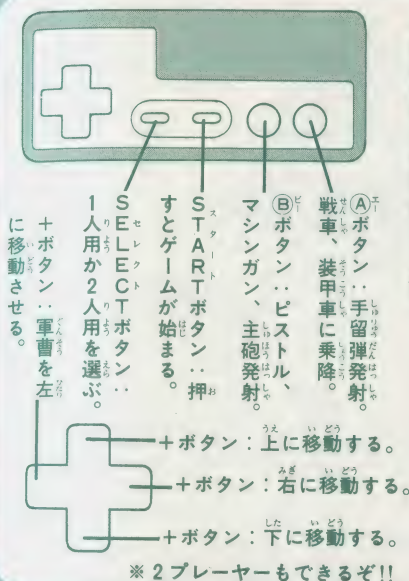 Ⓐボタン：手留弾発射。
戦車、装甲車に乗降。
Ⓑボタン：ピストル、
マシンガン、主砲発射。
STARTボタン：押
すとゲームが始まる。
SELECTボタン：
1人用か2人用を選ぶ。
＋ボタン：軍曹を左
に移動させる。
＋ボタン：上に移動する。
＋ボタン：右に移動する。
＋ボタン：下に移動する。
※2プレーヤーもできるぞ!!